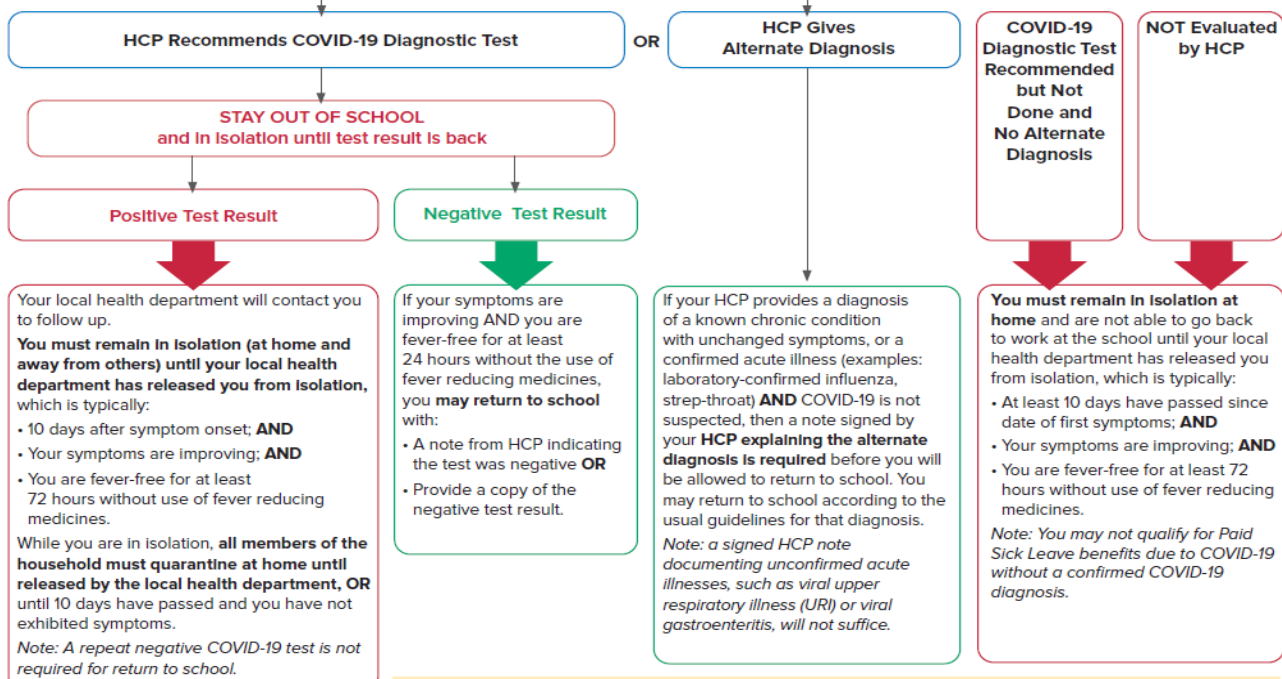 HCP Recommends COVID-19 Diagnostic Test
OR
HCP Gives
Alternate Diagnosis
COVID-19
Diagnostic Test
Recommended
but Not
Done and
No Alternate
Diagnosis
NOT Evaluated
by HCP
STAY OUT OF SCHOOL
and in isolation until test result is back
Positive Test Result
Negative Test Result
Your local health department will contact you
to follow up.
You must remain in isolation (at home and
away from others) until your local health
department has released you from isolation,
which is typically:
• 10 days after symptom onset; AND
• Your symptoms are improving; AND
• You are fever-free for at least
72 hours without use of fever reducing
medicines.
While you are in isolation, all members of the
household must quarantine at home until
released by the local health department, OR
until 10 days have passed and you have not
exhibited symptoms.
Note: A repeat negative COVID-19 test is not
required for return to school.
If your symptoms are
improving AND you are
fever-free for at least
24 hours without the use of
fever reducing medicines,
you may return to school
with:
• A note from HCP indicating
the test was negative OR
• Provide a copy of the
negative test result.
If your HCP provides a diagnosis
of a known chronic condition
with unchanged symptoms, or a
confirmed acute illness (examples:
laboratory-confirmed influenza,
strep-throat) AND COVID-19 is not
suspected, then a note signed by
your HCP explaining the alternate
diagnosis is required before you will
be allowed to return to school. You
may return to school according to the
usual guidelines for that diagnosis.
Note: a signed HCP note
documenting unconfirmed acute
illnesses, such as viral upper
respiratory illness (URI) or viral
gastroenteritis, will not suffice.
You must remain in isolation at
home and are not able to go back
to work at the school until your local
health department has released you
from isolation, which is typically:
• At least 10 days have passed since
date of first symptoms; AND
• Your symptoms are improving; AND
• You are fever-free for at least 72
hours without use of fever reducing
medicines.
Note: You may not qualify for Paid
Sick Leave benefits due to COVID-19
without a confirmed COVID-19
diagnosis.